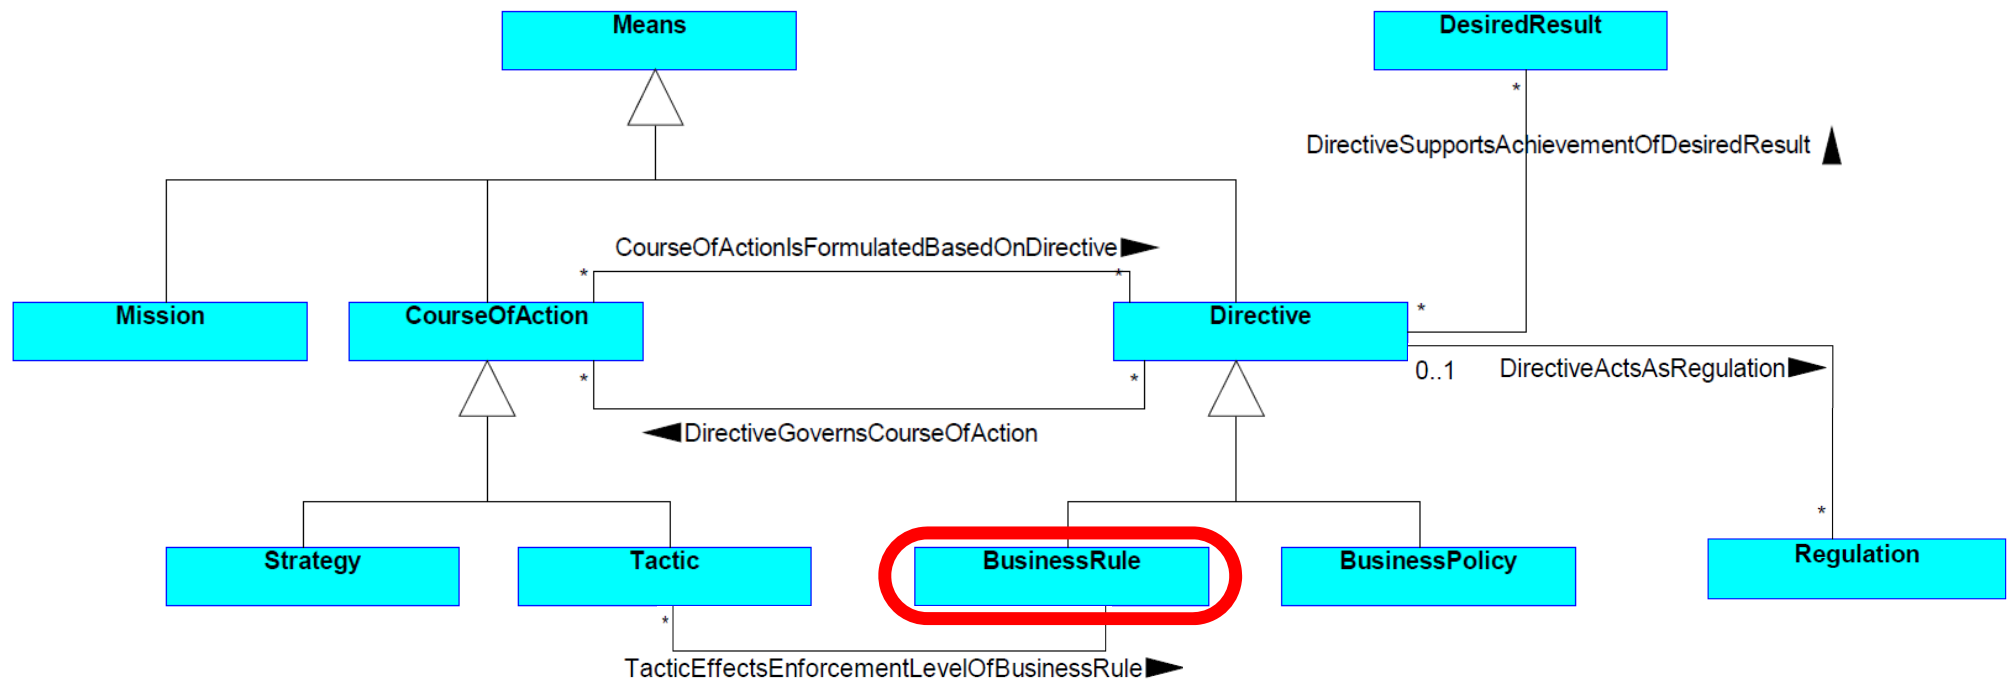 Means
DesiredResult
*
DirectiveSupportsAchievementOfDesiredResult
CourseOfActionIsFormulatedBasedOnDirective
*
*
Mission
CourseOfAction
Directive
*
*
*
0..1
DirectiveActsAsRegulation
DirectiveGovernsCourseOfAction
*
Strategy
Tactic
BusinessRule
BusinessPolicy
Regulation
*
TacticEffectsEnforcementLevelOfBusinessRule